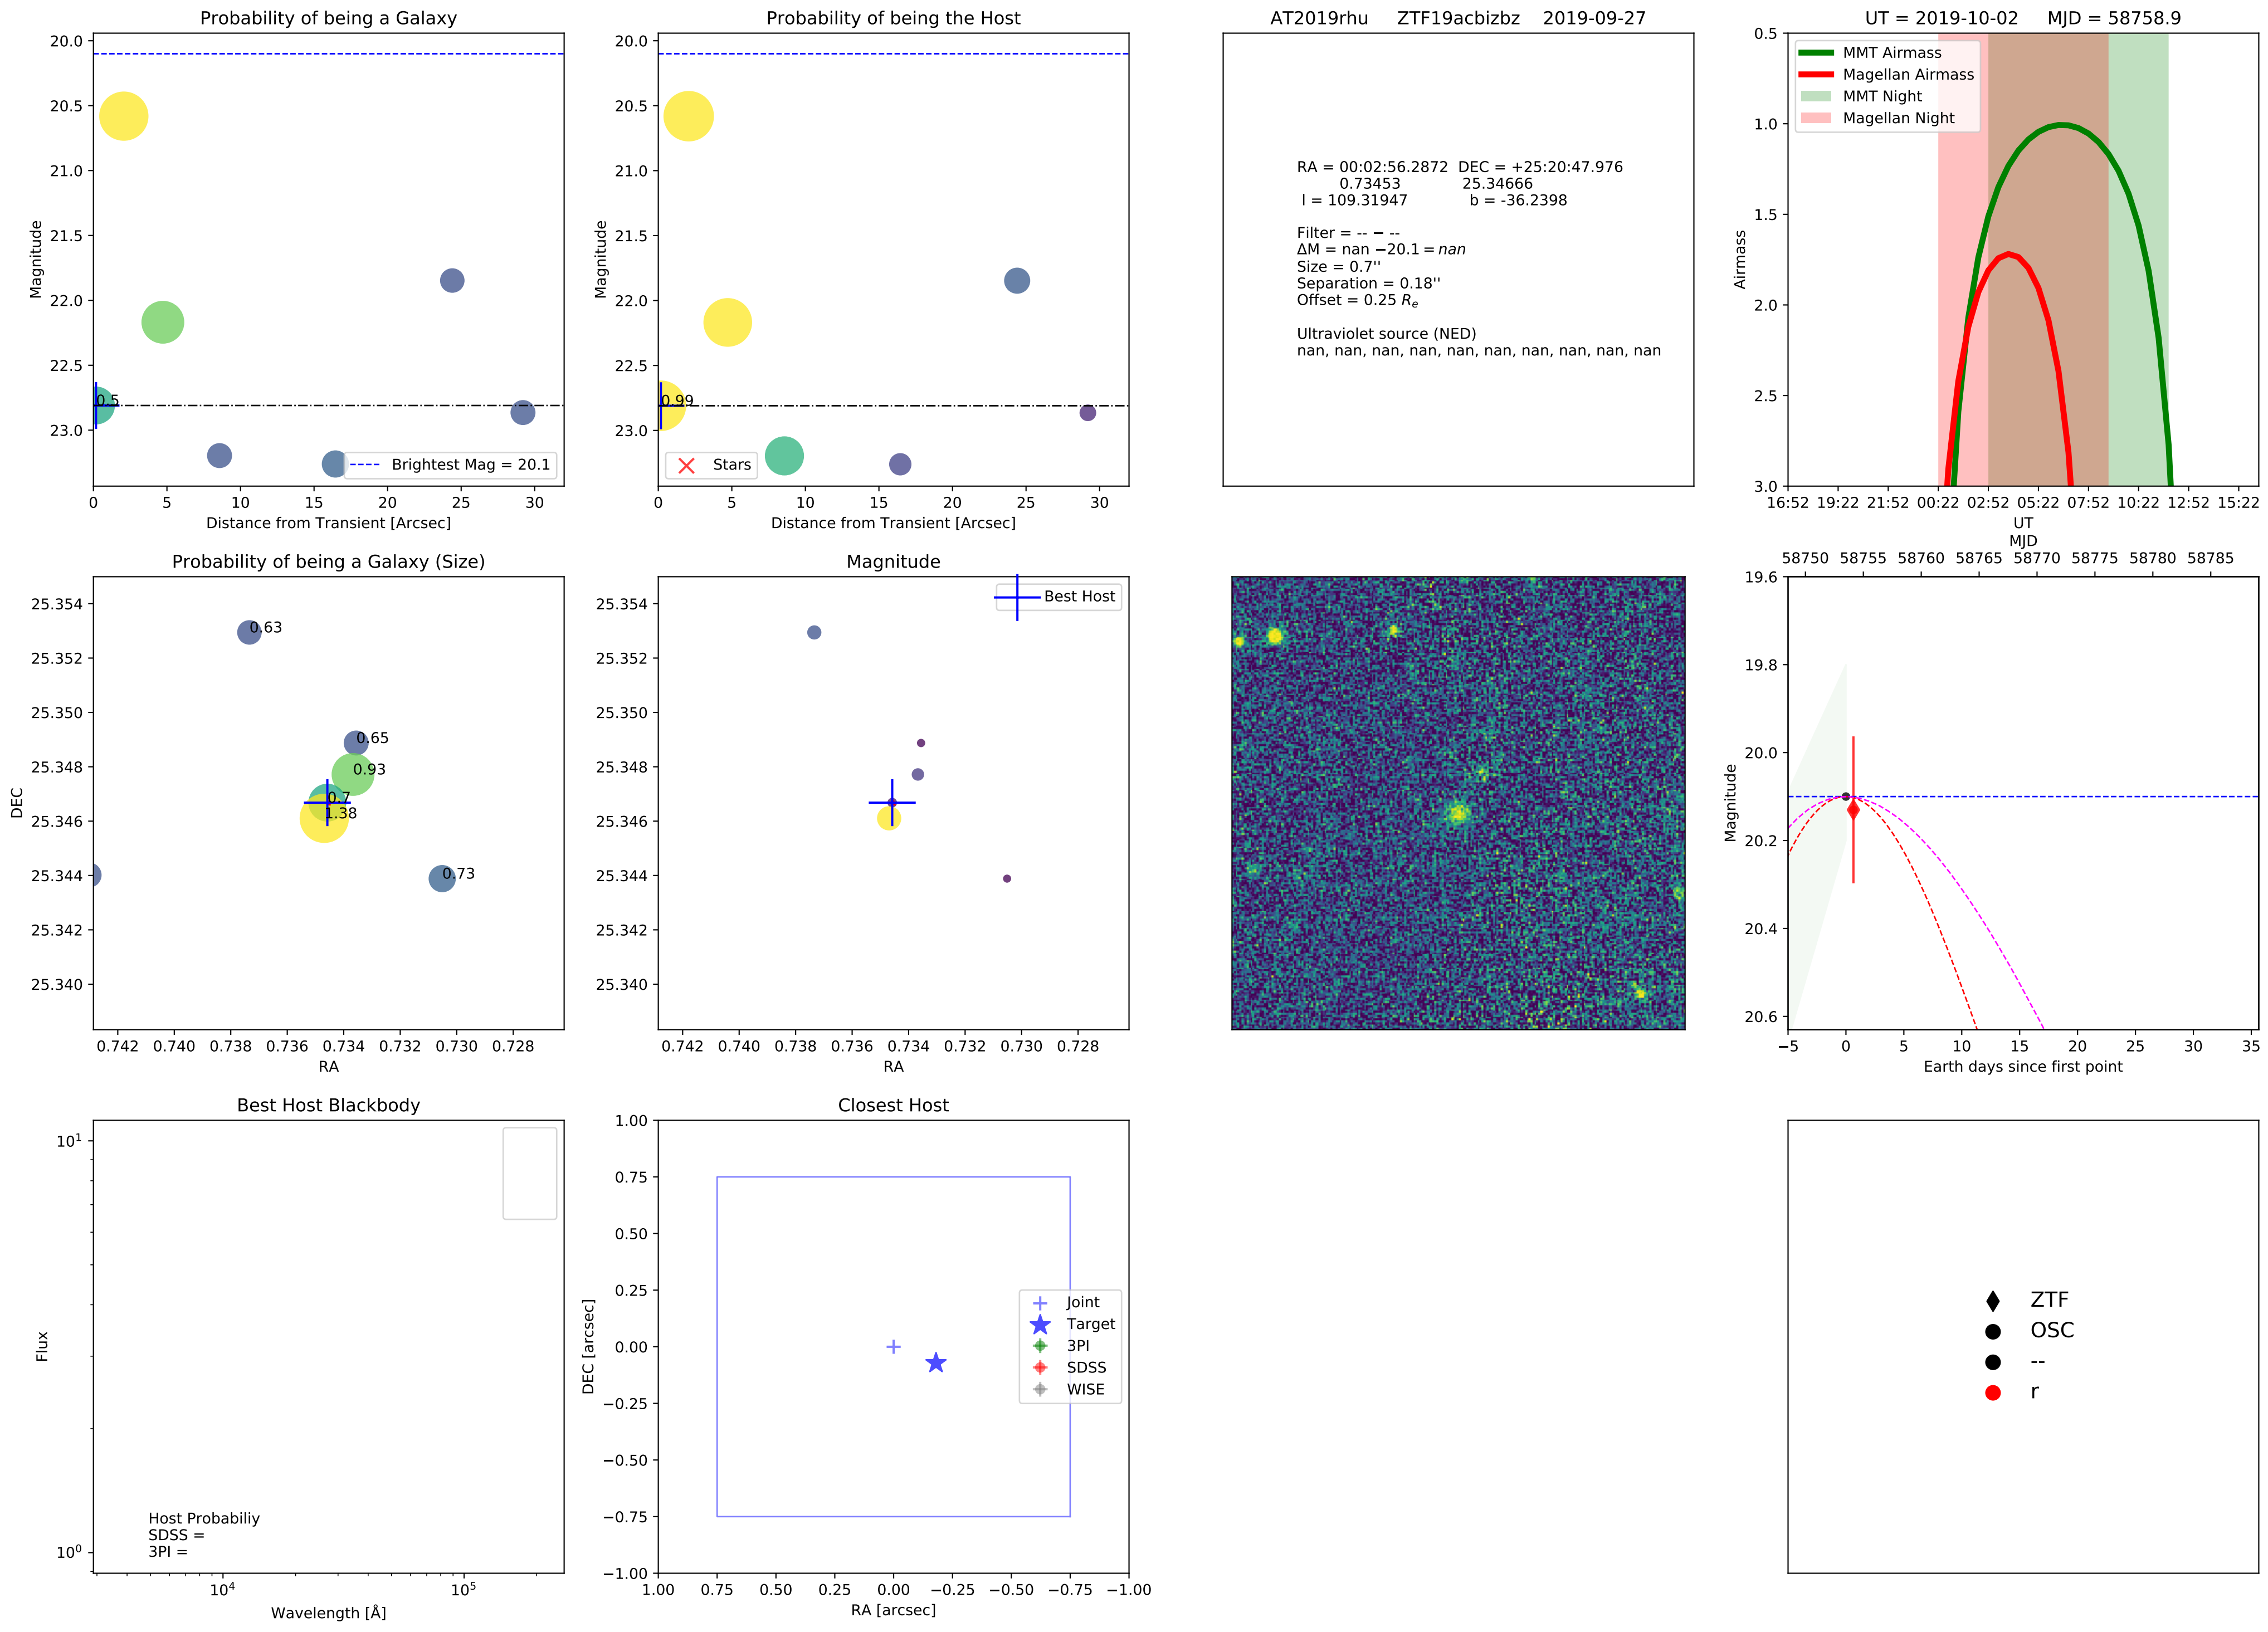 Probability of being a Galaxy
Magnitude
20.0
20.5
21.0
21.5
22.0
22.5
23.0
0.5
Brightest Mag = 20.1
0 5 10 15 20 25 30
Distance from Transient [Arcsec]
Probability of being the Host
Magnitude
20.0
20.5
21.0
21.5
22.0
22.5
23.0
0.99
Stars
0 5 10 15 20 25 30
Distance from Transient [Arcsec]
AT2019rhu ZTF19acbizbz 2019-09-27
RA = 00:02:56.2872 DEC = +25:20:47.976
0.73453 25.34666
l = 109.31947 b = -36.2398
Filter = -- − --
ΔM = nan −20.1 = nan
Size = 0.7''
Separation = 0.18''
Offset = 0.25 Re
Ultraviolet source (NED)
nan, nan, nan, nan, nan, nan, nan, nan, nan, nan
UT = 2019-10-02 MJD = 58758.9
Airmass
0.5
1.0
1.5
2.0
2.5
3.0
MMT Airmass
Magellan Airmass
MMT Night
Magellan Night
16:52 19:22 21:52 00:22 02:52 05:22 07:52 10:22 12:52 15:22
UT
Probability of being a Galaxy (Size)
DEC
25.354
25.352
25.350
25.348
25.346
25.344
25.342
25.340
0.63
0.65
0.93
0.7
1.38
0.73
0.742 0.740 0.738 0.736 0.734 0.732 0.730 0.728
RA
Magnitude
25.354
25.352
25.350
25.348
25.346
25.344
25.342
25.340
Best Host
0.742 0.740 0.738 0.736 0.734 0.732 0.730 0.728
RA
MJD
58750 58755 58760 58765 58770 58775 58780 58785
Magnitude
19.6
19.8
20.0
20.2
20.4
20.6
−5 0 5 10 15 20 25 30 35
Earth days since first point
Best Host Blackbody
Flux
10^1
10^0
Host Probabiliy
SDSS =
3PI =
10^4 10^5
Wavelength [Å]
Closest Host
DEC [arcsec]
1.00
0.75
0.50
0.25
0.00
−0.25
−0.50
−0.75
−1.00
Joint
Target
3PI
SDSS
WISE
1.00 0.75 0.50 0.25 0.00 −0.25 −0.50 −0.75 −1.00
RA [arcsec]
ZTF
OSC
--
r